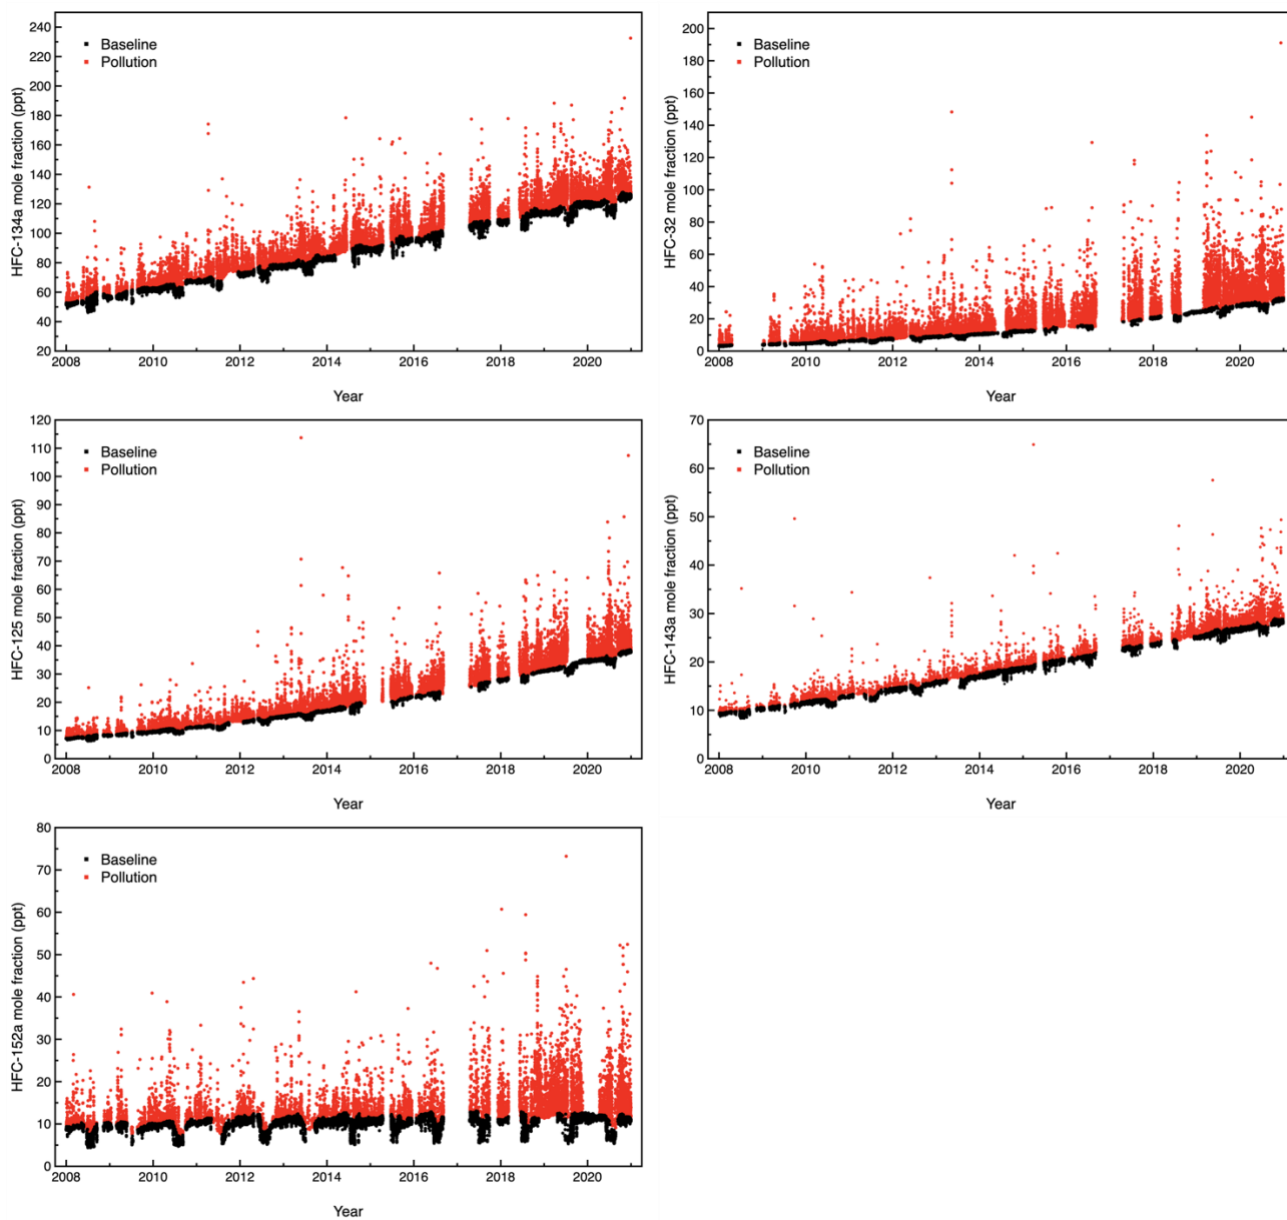 HFC-134a mole fraction (ppt)
240
220
200
180
160
140
120
100
80
60
40
20
Baseline
Pollution
2008 2010 2012 2014 2016 2018 2020
Year
HFC-32 mole fraction (ppt)
200
180
160
140
120
100
80
60
40
20
0
Baseline
Pollution
2008 2010 2012 2014 2016 2018 2020
Year
HFC-125 mole fraction (ppt)
120
110
100
90
80
70
60
50
40
30
20
10
0
Baseline
Pollution
2008 2010 2012 2014 2016 2018 2020
Year
HFC-143a mole fraction (ppt)
70
60
50
40
30
20
10
0
Baseline
Pollution
2008 2010 2012 2014 2016 2018 2020
Year
HFC-152a mole fraction (ppt)
80
70
60
50
40
30
20
10
0
Baseline
Pollution
2008 2010 2012 2014 2016 2018 2020
Year